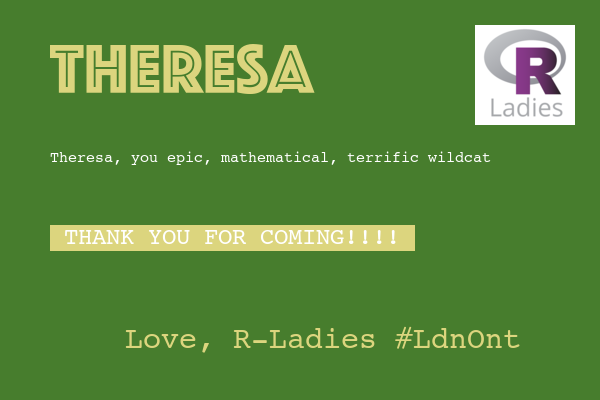 THERESA
R
Ladies
Theresa, you epic, mathematical, terrific wildcat
THANK YOU FOR COMING!!!!
Love, R-Ladies #LdnOnt